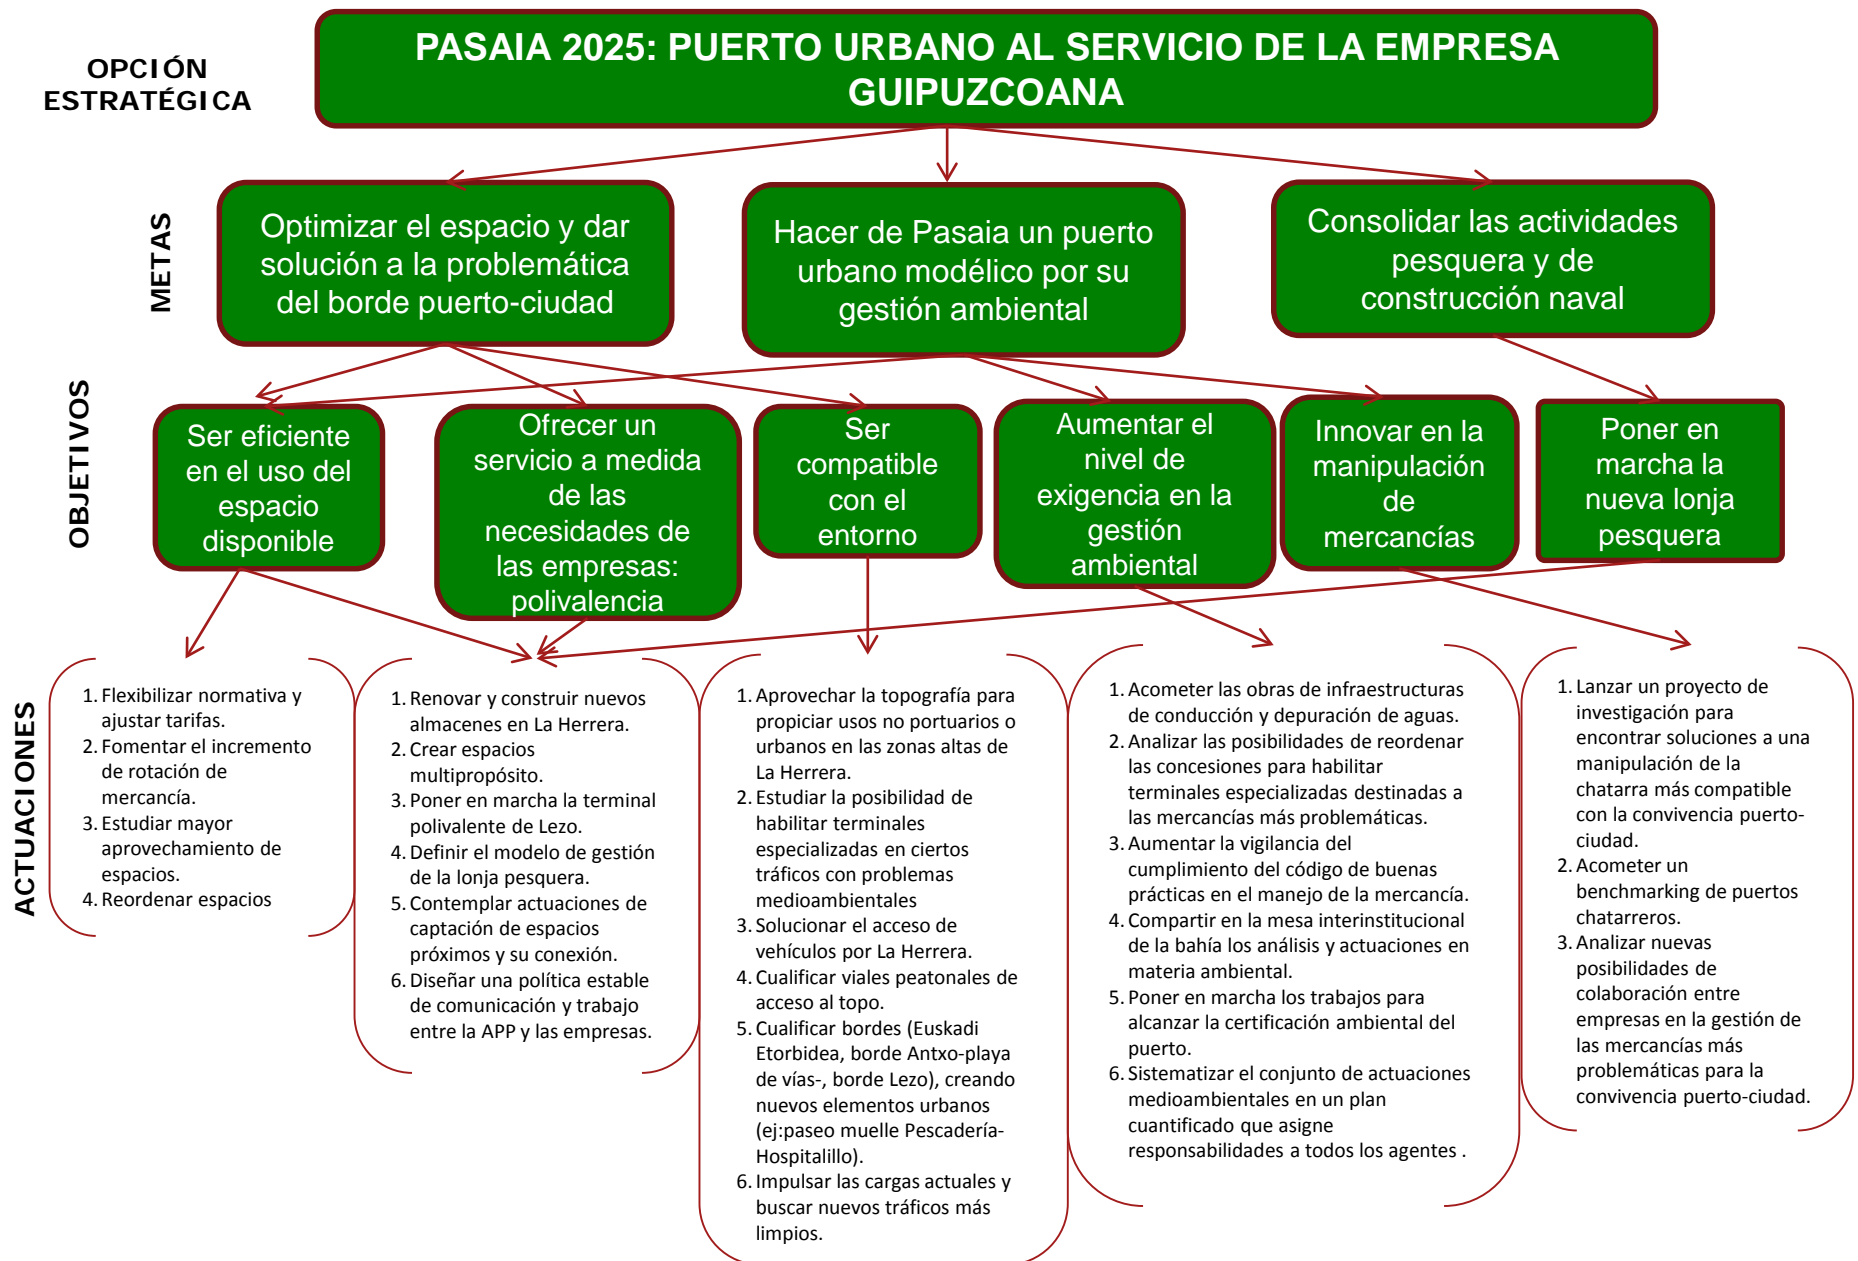 OPCIÓN
ESTRATÉGICA
PASAIA 2025: PUERTO URBANO AL SERVICIO DE LA EMPRESA
GUIPUZCOANA
METAS
Optimizar el espacio y dar
solución a la problemática
del borde puerto-ciudad
Hacer de Pasaia un puerto
urbano modélico por su
gestión ambiental
Consolidar las actividades
pesquera y de
construcción naval
OBJETIVOS
Ser eficiente
en el uso del
espacio
disponible
Ofrecer un
servicio a medida
de las
necesidades de
las empresas:
polivalencia
Ser
compatible
con el
entorno
Aumentar el
nivel de
exigencia en la
gestión
ambiental
Innovar en la
manipulación
de
mercancías
Poner en
marcha la
nueva lonja
pesquera
ACTUACIONES
1. Flexibilizar normativa y
ajustar tarifas.
2. Fomentar el incremento
de rotación de
mercancía.
3. Estudiar mayor
aprovechamiento de
espacios.
4. Reordenar espacios
1. Renovar y construir nuevos
almacenes en La Herrera.
2. Crear espacios
multipropósito.
3. Poner en marcha la terminal
polivalente de Lezo.
4. Definir el modelo de gestión
de la lonja pesquera.
5. Contemplar actuaciones de
captación de espacios
próximos y su conexión.
6. Diseñar una política estable
de comunicación y trabajo
entre la APP y las empresas.
1. Aprovechar la topografía para
propiciar usos no portuarios o
urbanos en las zonas altas de
La Herrera.
2. Estudiar la posibilidad de
habilitar terminales
especializadas en ciertos
tráficos con problemas
medioambientales
3. Solucionar el acceso de
vehículos por La Herrera.
4. Cualificar viales peatonales de
acceso al topo.
5. Cualificar bordes (Euskadi
Etorbidea, borde Antxo-playa
de vías-, borde Lezo), creando
nuevos elementos urbanos
(ej:paseo muelle Pescadería-
Hospitalillo).
6. Impulsar las cargas actuales y
buscar nuevos tráficos más
limpios.
1. Acometer las obras de infraestructuras
de conducción y depuración de aguas.
2. Analizar las posibilidades de reordenar
las concesiones para habilitar
terminales especializadas destinadas a
las mercancías más problemáticas.
3. Aumentar la vigilancia del
cumplimiento del código de buenas
prácticas en el manejo de la mercancía.
4. Compartir en la mesa interinstitucional
de la bahía los análisis y actuaciones en
materia ambiental.
5. Poner en marcha los trabajos para
alcanzar la certificación ambiental del
puerto.
6. Sistematizar el conjunto de actuaciones
medioambientales en un plan
cuantificado que asigne
responsabilidades a todos los agentes .
1. Lanzar un proyecto de
investigación para
encontrar soluciones a una
manipulación de la
chatarra más compatible
con la convivencia puerto-
ciudad.
2. Acometer un
benchmarking de puertos
chatarreros.
3. Analizar nuevas
posibilidades de
colaboración entre
empresas en la gestión de
las mercancías más
problemáticas para la
convivencia puerto-ciudad.